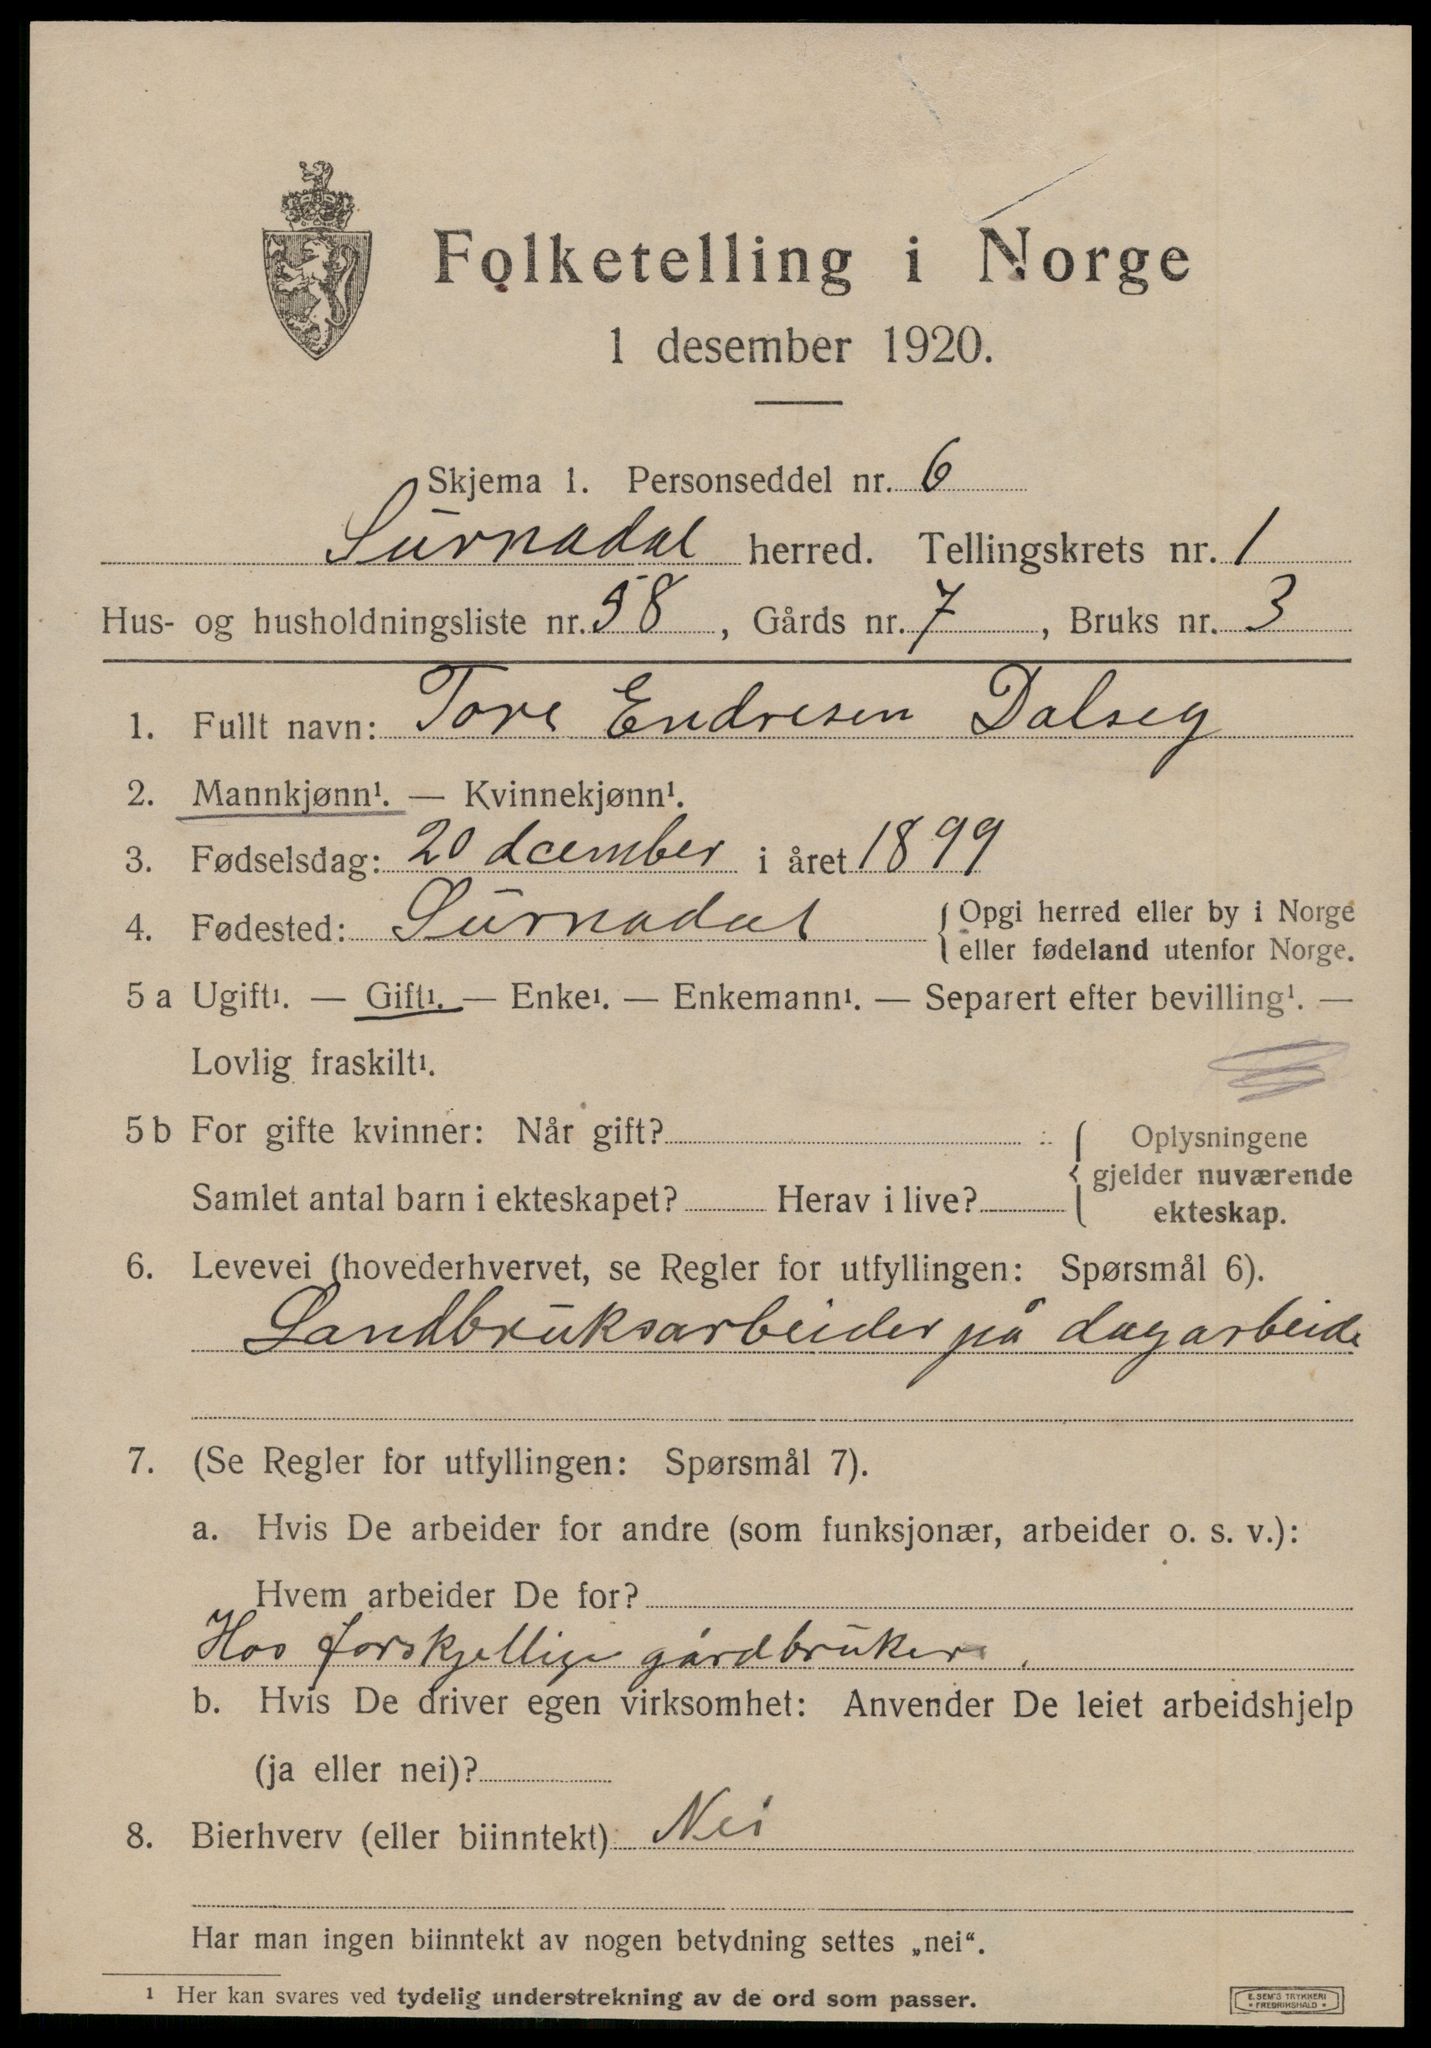 Folketelling i Norge
1 desember 1920.
Skjema 1. Personseddel nr. 6
Surnadal herred. Tellingskrets nr. 1
Hus- og husholdningsliste nr. 58, Gårds nr. 7, Bruks nr. 3
1. Fullt navn: Tore Endresen Dalseg
2. Mannkjønn¹. — Kvinnekjønn¹.
3. Fødselsdag: 20 december i året 1899
4. Fødested: Surnadal
{ Opgi herred eller by i Norge
eller fødeland utenfor Norge.
5 a Ugift¹. — Gift¹. — Enke¹. — Enkemann¹. — Separert efter bevilling¹. —
Lovlig fraskilt¹.
5 b For gifte kvinner: Når gift?
Samlet antal barn i ekteskapet? Herav i live?
{ Oplysningene
gjelder nuværende
ekteskap.
6. Levevei (hovederhvervet, se Regler for utfyllingen: Spørsmål 6).
Landbruksarbeider på dagarbeide
7. (Se Regler for utfyllingen: Spørsmål 7).
a. Hvis De arbeider for andre (som funksjonær, arbeider o. s. v.):
Hvem arbeider De for?
Hos forskjellige gårdbruker.
b. Hvis De driver egen virksomhet: Anvender De leiet arbeidshjelp
(ja eller nei)?
8. Bierhverv (eller biinntekt) Nei
Har man ingen biinntekt av nogen betydning settes „nei“.
¹ Her kan svares ved tydelig understrekning av de ord som passer.
E. SEM'S TRYKKERI
• FREDRIKSHALD •